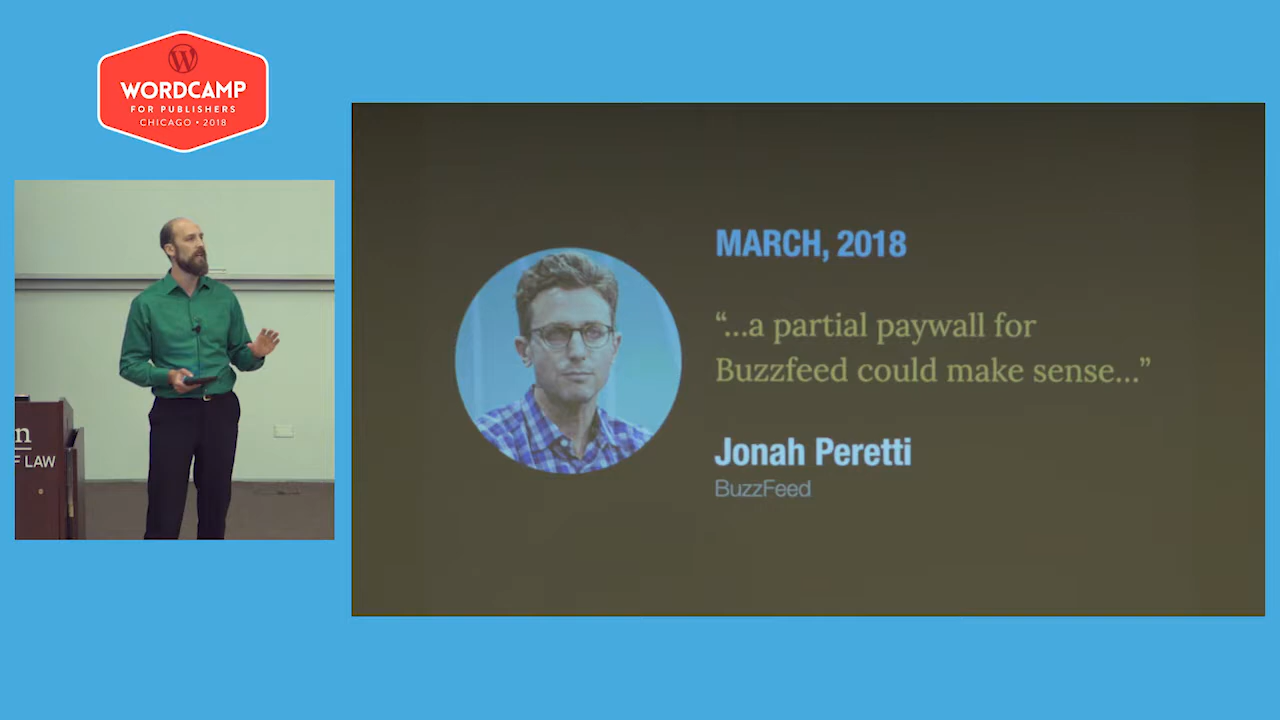 WORDCAMP
FOR PUBLISHERS
CHICAGO • 2018
MARCH, 2018
“...a partial paywall for
Buzzfeed could make sense...”
Jonah Peretti
BuzzFeed
n
F LAW